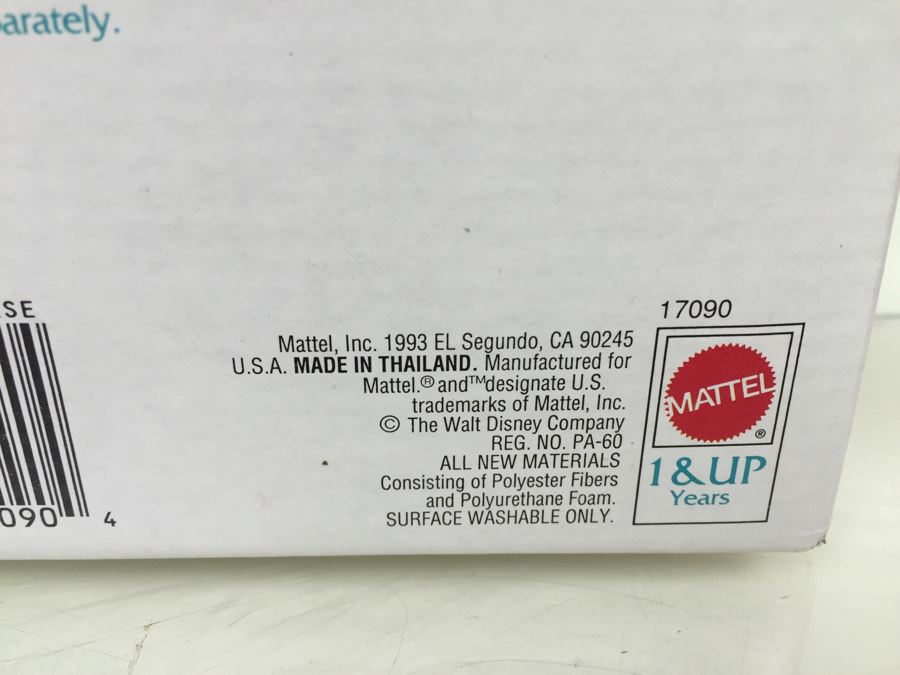 arately.
SE
090 4
Mattel, Inc. 1993 EL Segundo, CA 90245
U.S.A. MADE IN THAILAND. Manufactured for
Mattel.® and™designate U.S.
trademarks of Mattel, Inc.
© The Walt Disney Company
REG. NO. PA-60
ALL NEW MATERIALS
Consisting of Polyester Fibers
and Polyurethane Foam.
SURFACE WASHABLE ONLY.
17090
MATTEL®
1 & UP
Years